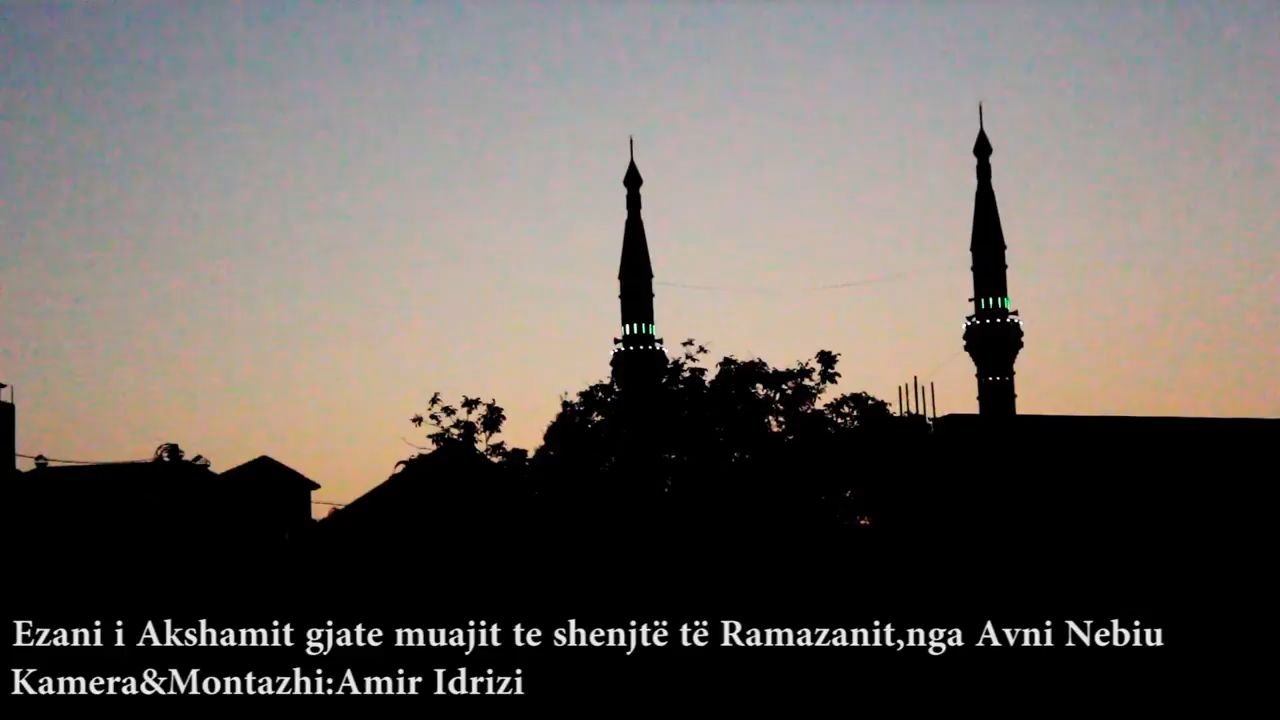 Ezani i Akshamit gjate muajit te shenjtë të Ramazanit,nga Avni Nebiu
Kamera&Montazhi:Amir Idrizi